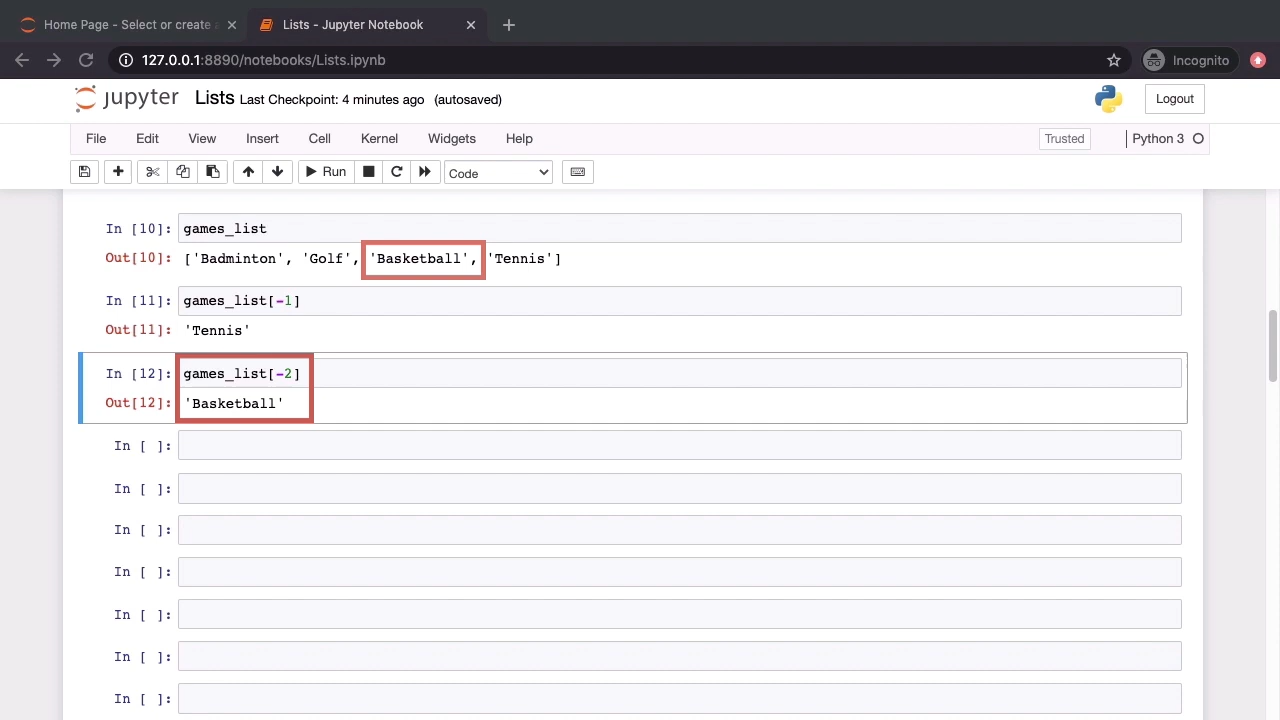 Home Page - Select or create a
Lists - Jupyter Notebook
127.0.0.1:8890/notebooks/Lists.ipynb
Incognito
jupyter
Lists Last Checkpoint: 4 minutes ago (autosaved)
Logout
File Edit View Insert Cell Kernel Widgets Help
Trusted
Python 3
Run
Code
In [10]: games_list
Out[10]: ['Badminton', 'Golf', 'Basketball', 'Tennis']
In [11]: games_list[-1]
Out[11]: 'Tennis'
In [12]: games_list[-2]
Out[12]: 'Basketball'
In [ ]:
In [ ]:
In [ ]:
In [ ]:
In [ ]:
In [ ]:
In [ ]: